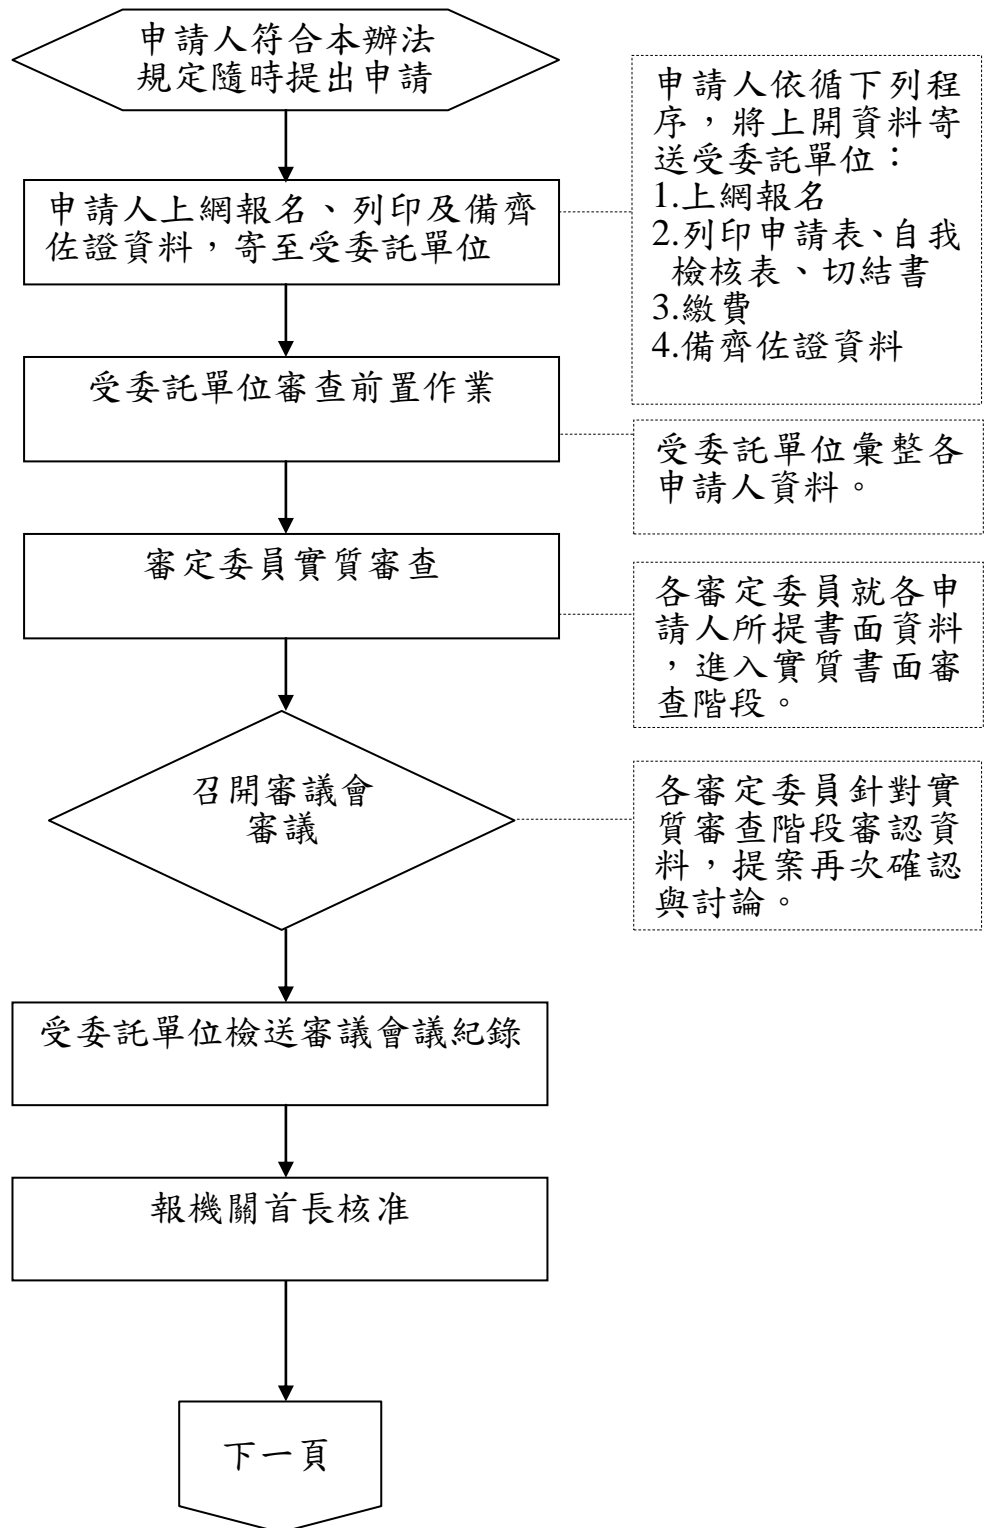 申請人符合本辦法
規定隨時提出申請
申請人依循下列程
序，將上開資料寄
送受委託單位：
1.上網報名
2.列印申請表、自我
檢核表、切結書
3.繳費
4.備齊佐證資料
申請人上網報名、列印及備齊
佐證資料，寄至受委託單位
受委託單位審查前置作業
受委託單位彙整各
申請人資料。
審定委員實質審查
各審定委員就各申
請人所提書面資料
，進入實質書面審
查階段。
召開審議會
審議
各審定委員針對實
質審查階段審認資
料，提案再次確認
與討論。
受委託單位檢送審議會議紀錄
報機關首長核准
下一頁